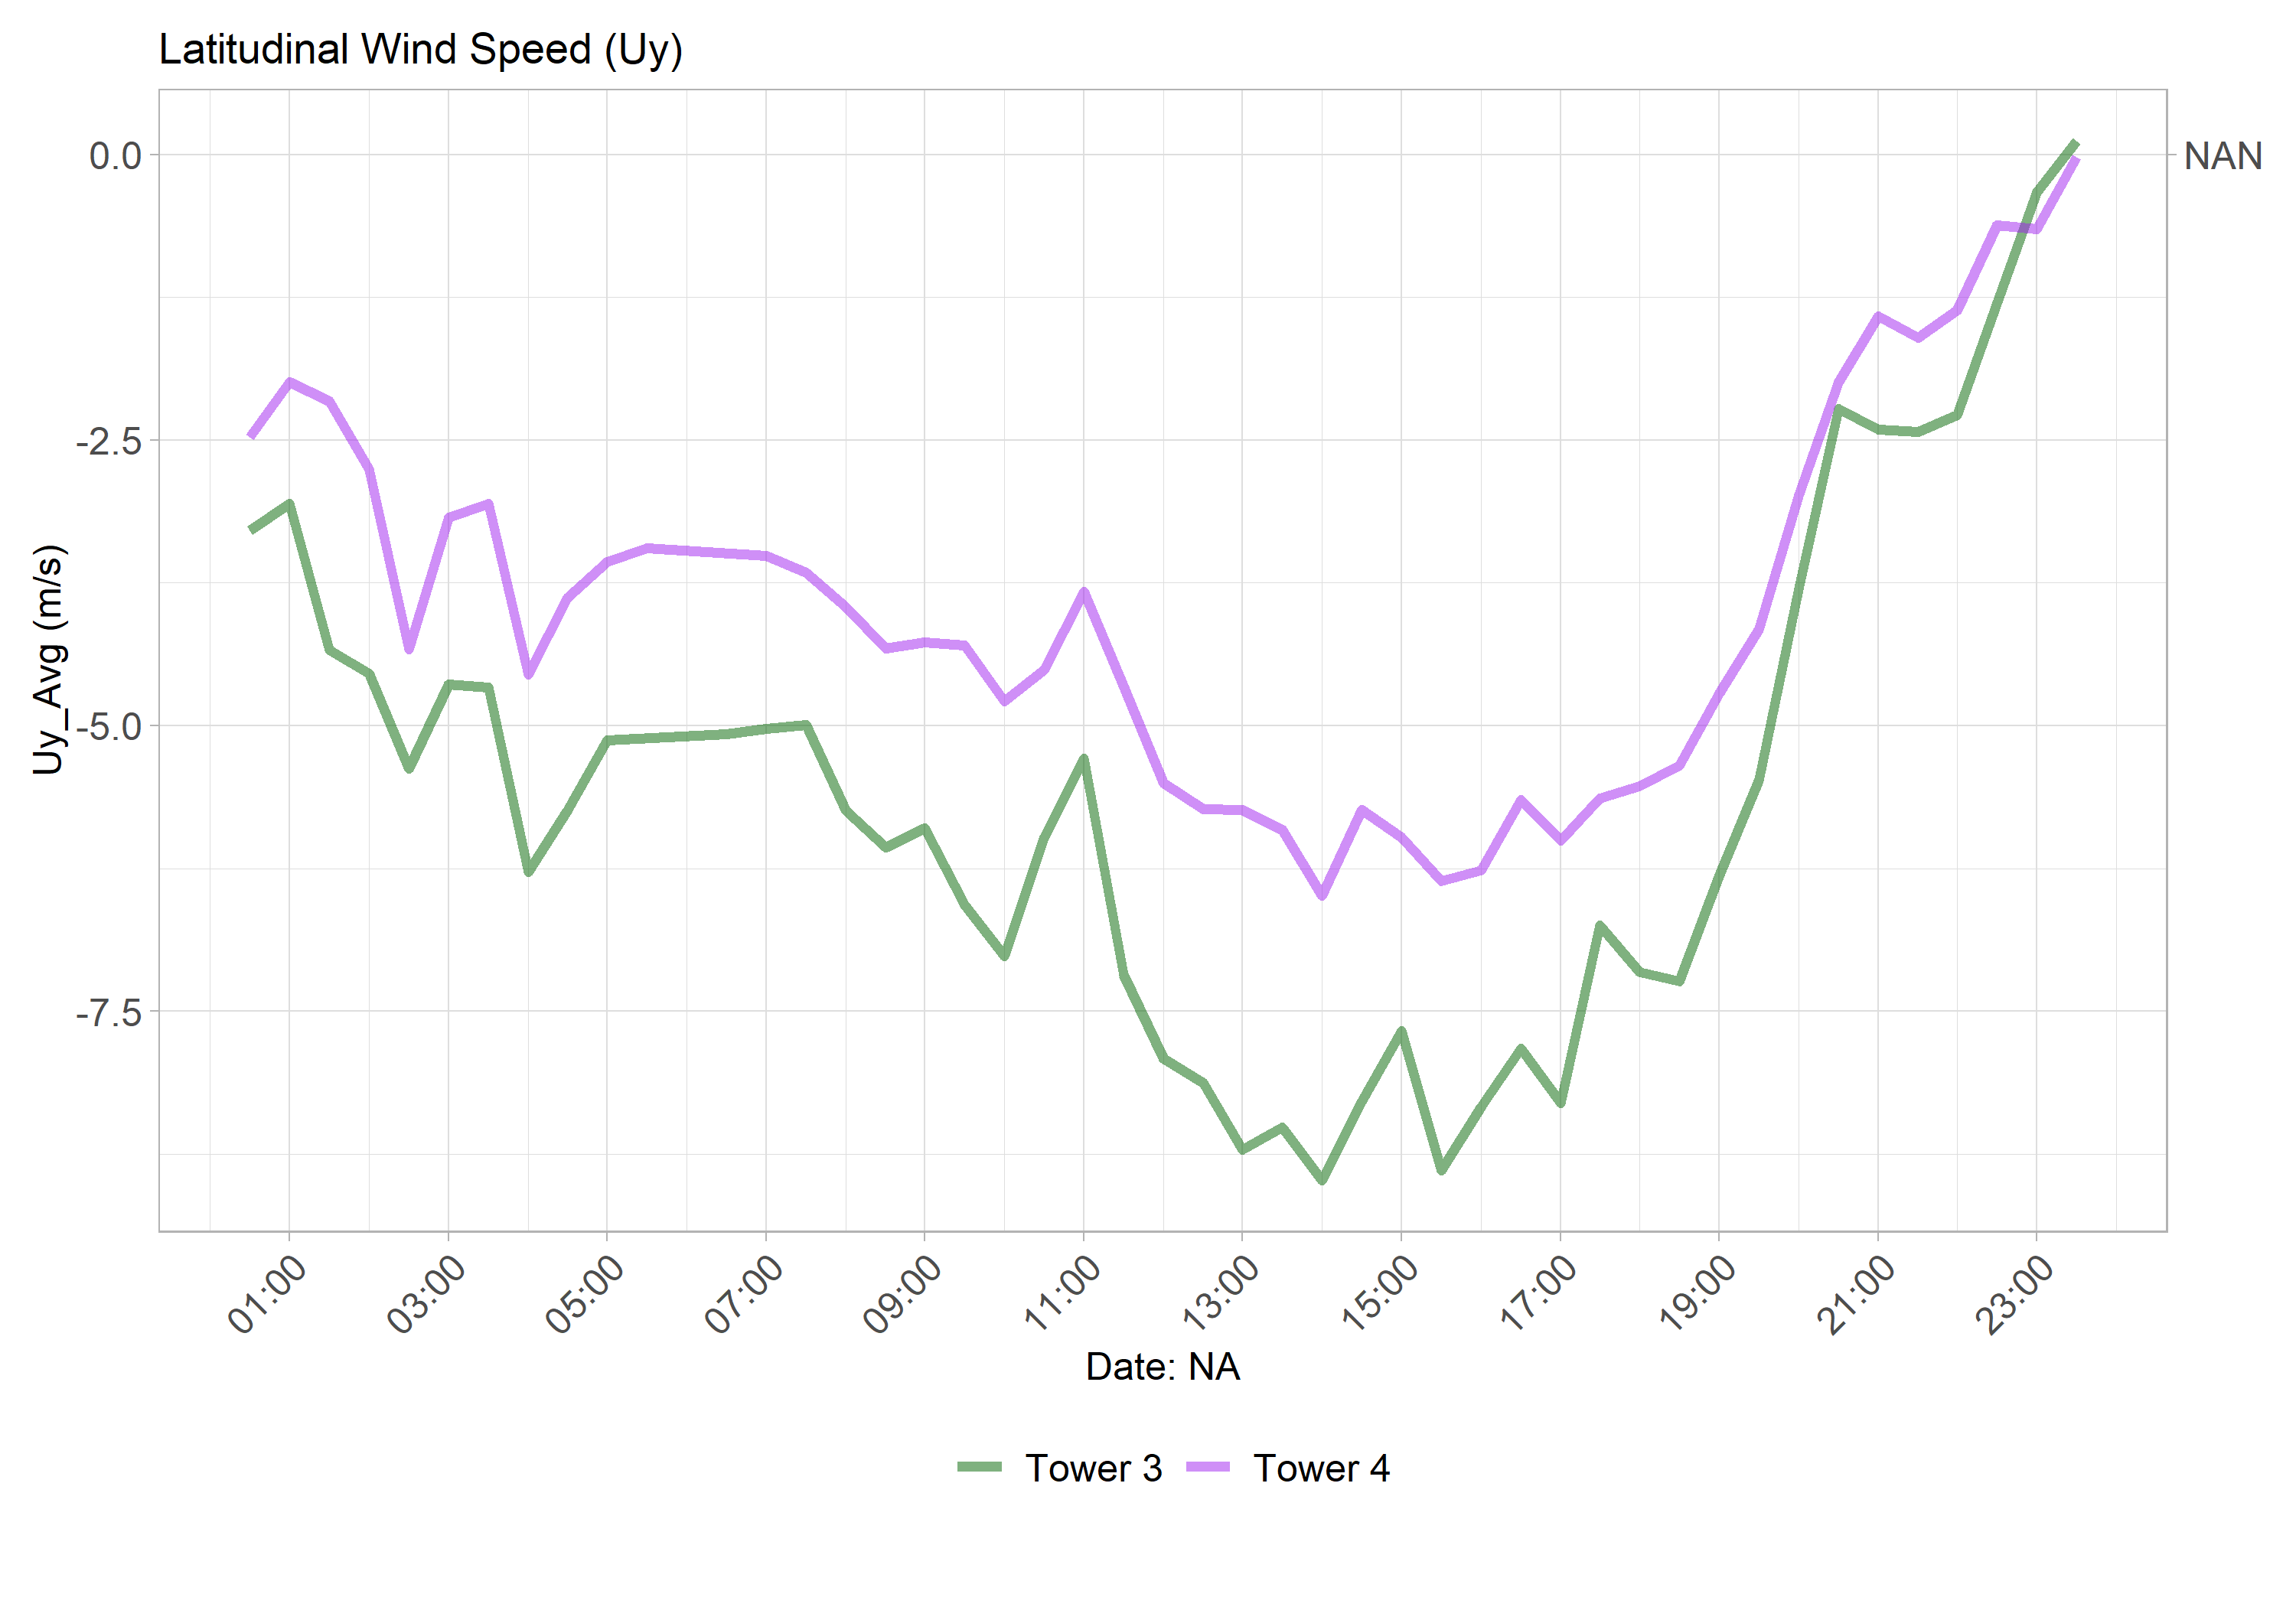 Latitudinal Wind Speed (Uy)
0.0
NAN
-2.5
-5.0
-7.5
Uy_Avg (m/s)
01:00 03:00 05:00 07:00 09:00 11:00 13:00 15:00 17:00 19:00 21:00 23:00
Date: NA
Tower 3 Tower 4